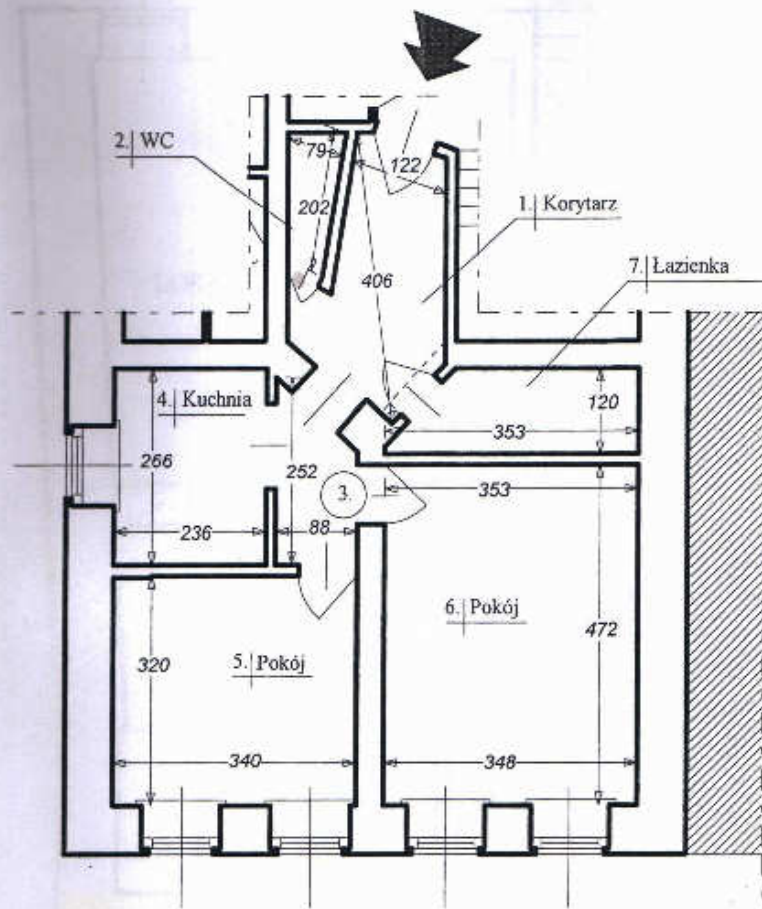 2. WC
79
122
202
1. Korytarz
406
7. Łazienka
4. Kuchnia
120
353
266
252
3.
353
236
88
6. Pokój
472
320
5. Pokój
340
348